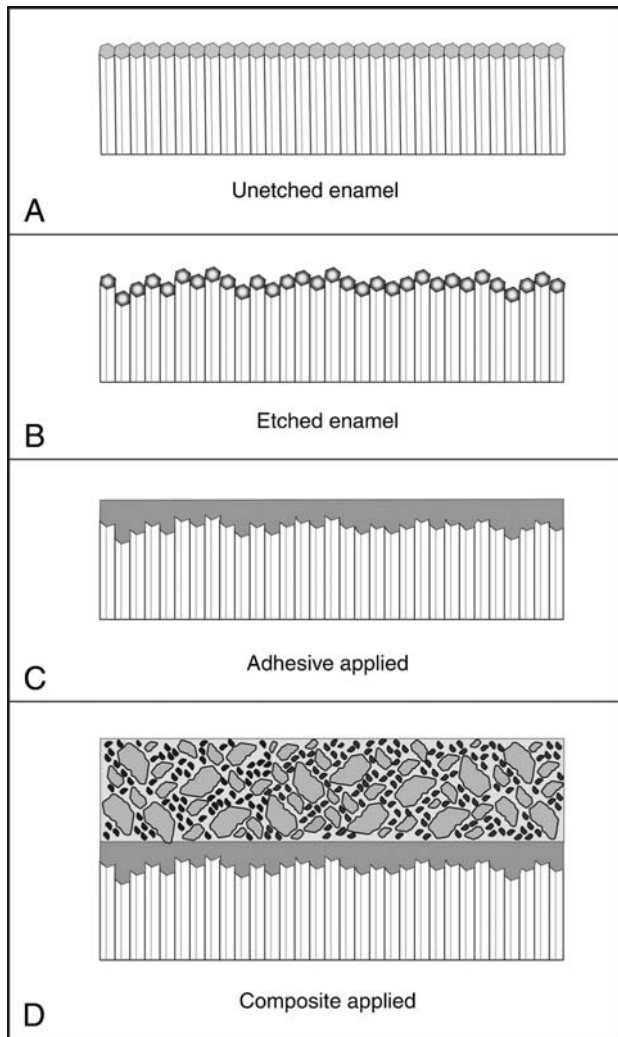 Unetched enamel
A
Etched enamel
B
Adhesive applied
C
Composite applied
D